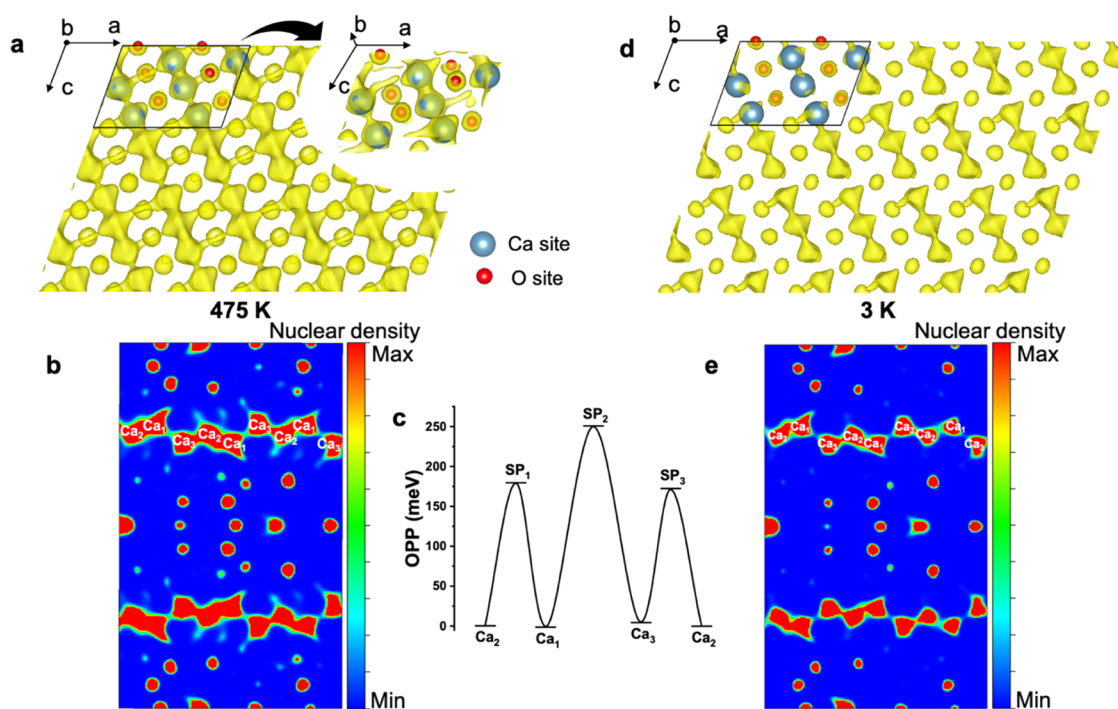 a
b
a
c
b
a
c
475 K
Ca site
O site
d
b
a
c
3 K
b
Nuclear density
Max
Min
Ca₂
Ca₁
Ca₃
Ca₂
Ca₁
Ca₃
Ca₂
Ca₁
Ca₃
c
OPP (meV)
250
200
150
100
50
0
SP₁
SP₂
SP₃
Ca₂
Ca₁
Ca₃
Ca₂
e
Nuclear density
Max
Min
Ca₂
Ca₁
Ca₃
Ca₂
Ca₁
Ca₃
Ca₂
Ca₁
Ca₃